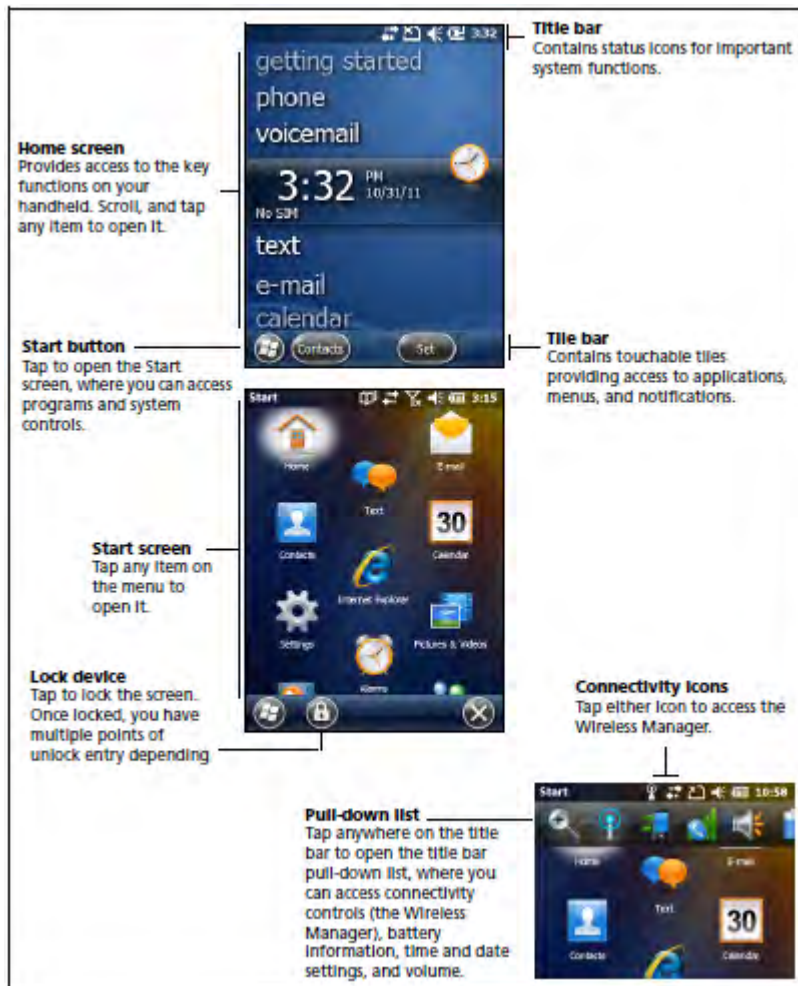 Title bar
Contains status icons for important
system functions.
3:32
getting started
phone
voicemail
Home screen
Provides access to the key
functions on your
handheld. Scroll, and tap
any item to open it.
3:32 PM
10/31/11
No SIM
text
e-mail
calendar
Contacts
Set
Start button
Tap to open the Start
screen, where you can access
programs and system
controls.
Tile bar
Contains touchable tiles
providing access to applications,
menus, and notifications.
Start
3:15
Home
E-mail
Text
30
Contacts
Calendar
Start screen
Tap any item on
the menu to
open it.
Internet Explorer
Settings
Pictures & Videos
Alarms
Lock device
Tap to lock the screen.
Once locked, you have
multiple points of
unlock entry depending
Connectivity icons
Tap either icon to access the
Wireless Manager.
Pull-down list
Tap anywhere on the title
bar to open the title bar
pull-down list, where you
can access connectivity
controls (the Wireless
Manager), battery
information, time and date
settings, and volume.
Start
10:58
Home
E-mail
Text
30
Contacts
Calendar